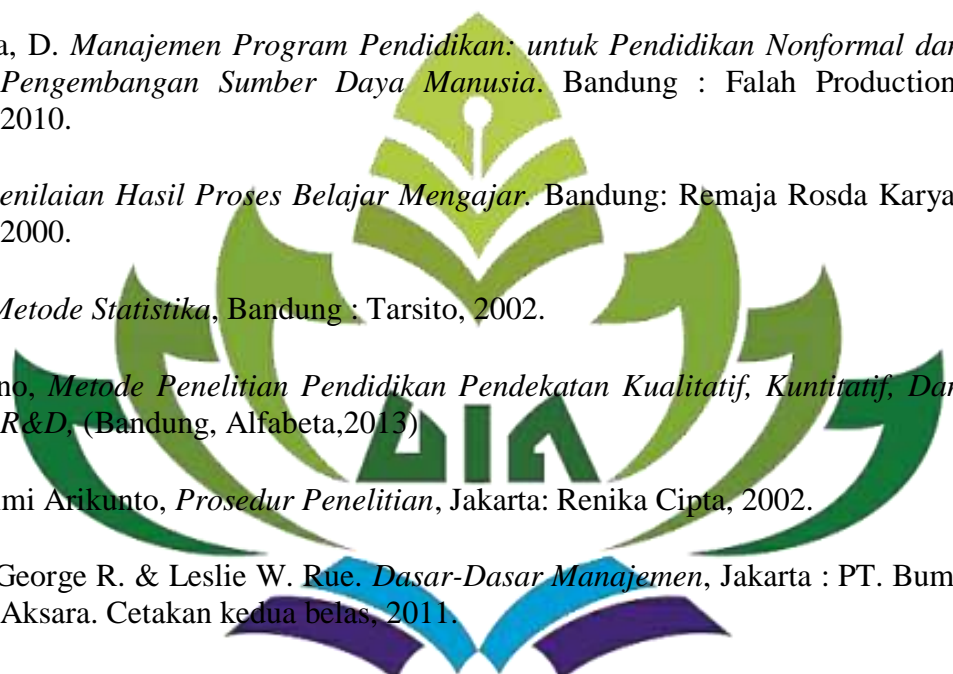 a, D. Manajemen Program Pendidikan: untuk Pendidikan Nonformal dan
Pengembangan Sumber Daya Manusia. Bandung : Falah Production
2010.
enilaian Hasil Proses Belajar Mengajar. Bandung: Remaja Rosda Karya
2000.
Metode Statistika, Bandung : Tarsito, 2002.
no, Metode Penelitian Pendidikan Pendekatan Kualitatif, Kuntitatif, Dan
R&D, (Bandung, Alfabeta,2013)
imi Arikunto, Prosedur Penelitian, Jakarta: Renika Cipta, 2002.
George R. & Leslie W. Rue. Dasar-Dasar Manajemen, Jakarta : PT. Bum
Aksara. Cetakan kedua belas, 2011.